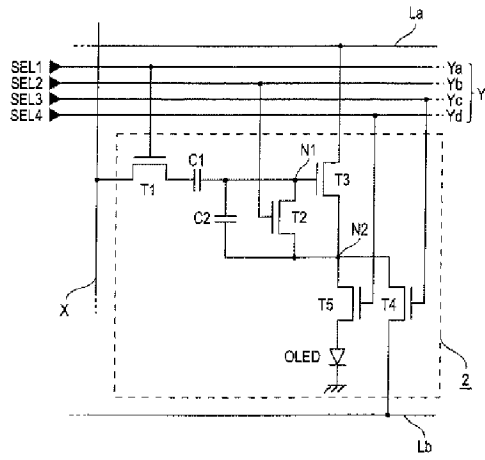 La
SEL1 Ya
SEL2 Yb Y
SEL3 Yc
SEL4 Yd
C1 N1
T1 T3
C2 T2
N2
X
T5 T4
OLED
2
Lb